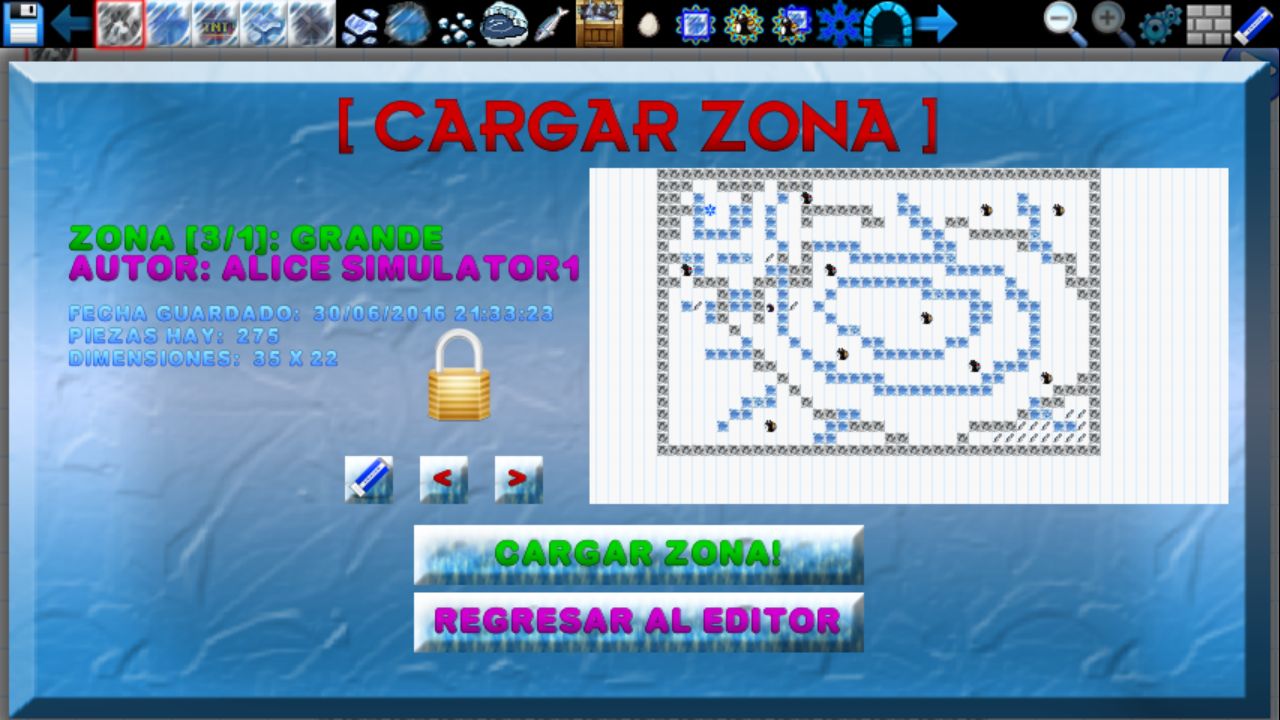 TNT
[ CARGAR ZONA ]
ZONA [3/1]: GRANDE
AUTOR: ALICE SIMULATOR1
FECHA GUARDADO: 30/06/2016 21:33:23
PIEZAS HAY: 275
DIMENSIONES: 35 X 22
< >
CARGAR ZONA!
REGRESAR AL EDITOR